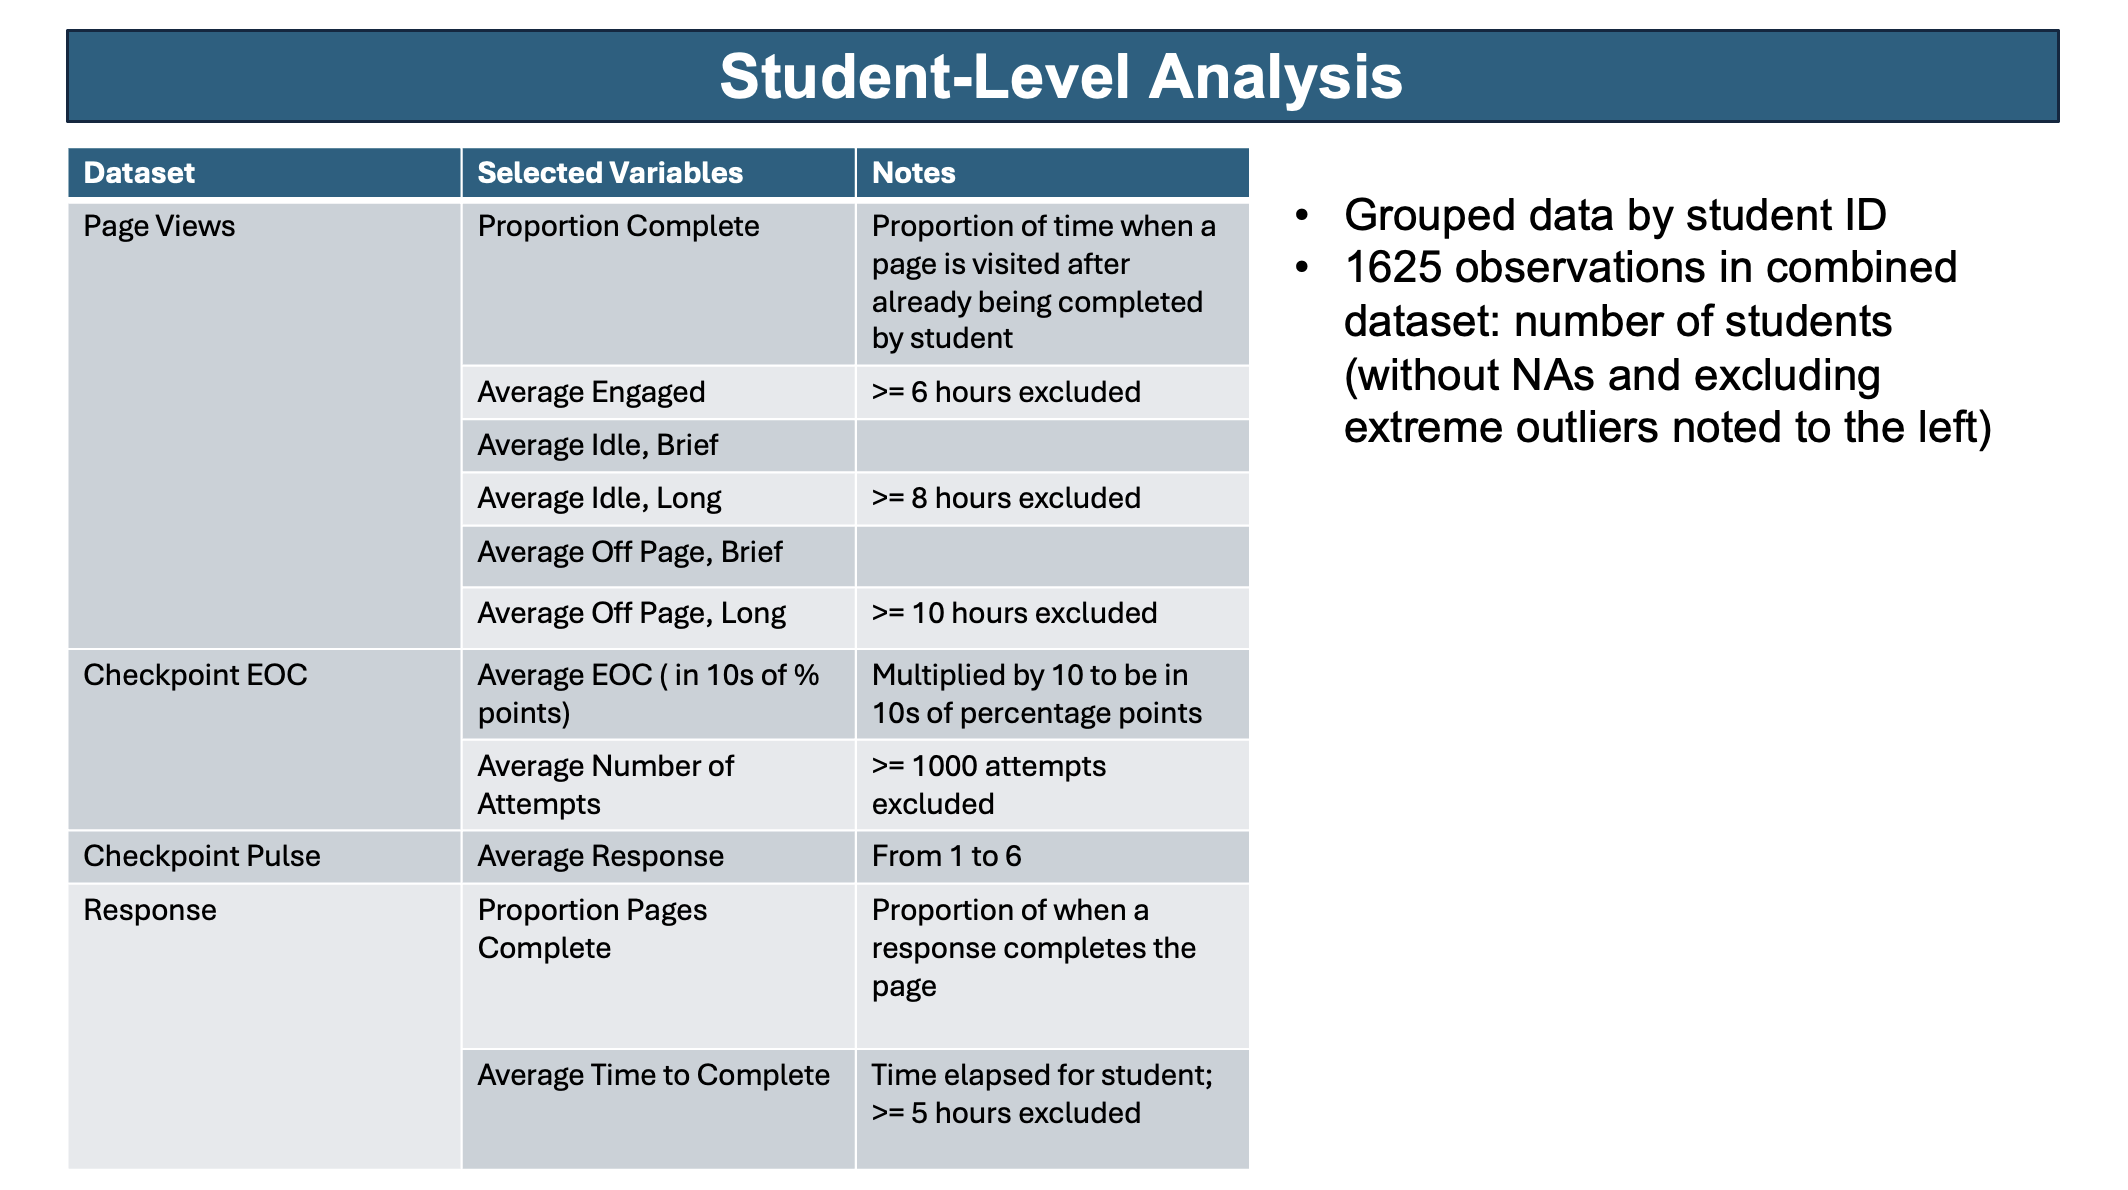 Student-Level Analysis
Dataset
Selected Variables
Notes
Page Views
Proportion Complete
Proportion of time when a
page is visited after
already being completed
by student
Average Engaged
>= 6 hours excluded
Average Idle, Brief
Average Idle, Long
>= 8 hours excluded
Average Off Page, Brief
Average Off Page, Long
>= 10 hours excluded
Checkpoint EOC
Average EOC ( in 10s of %
points)
Multiplied by 10 to be in
10s of percentage points
Average Number of
Attempts
>= 1000 attempts
excluded
Checkpoint Pulse
Average Response
From 1 to 6
Response
Proportion Pages
Complete
Proportion of when a
response completes the
page
Average Time to Complete
Time elapsed for student;
>= 5 hours excluded
• Grouped data by student ID
• 1625 observations in combined
dataset: number of students
(without NAs and excluding
extreme outliers noted to the left)